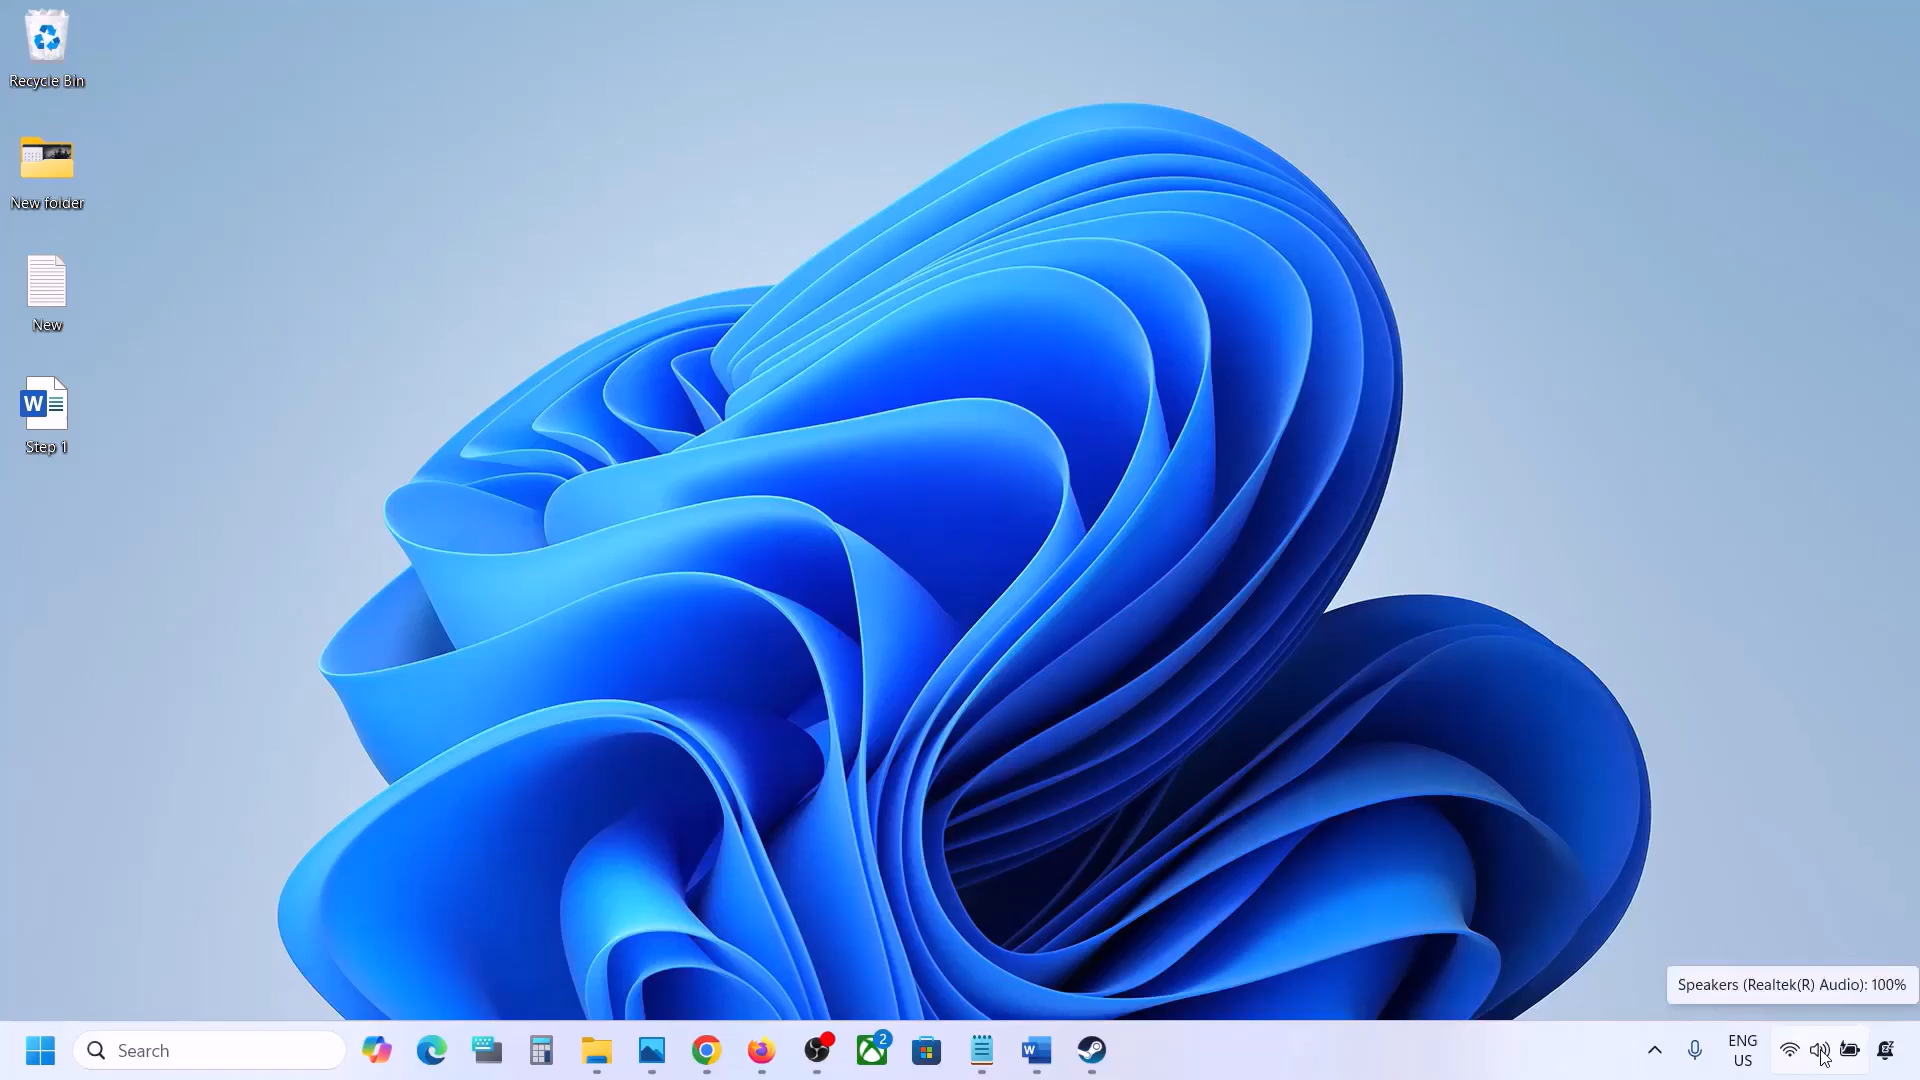 Recycle Bin
New folder
New
W
Step 1
Speakers (Realtek(R) Audio): 100%
Search
2
W
ENG
US